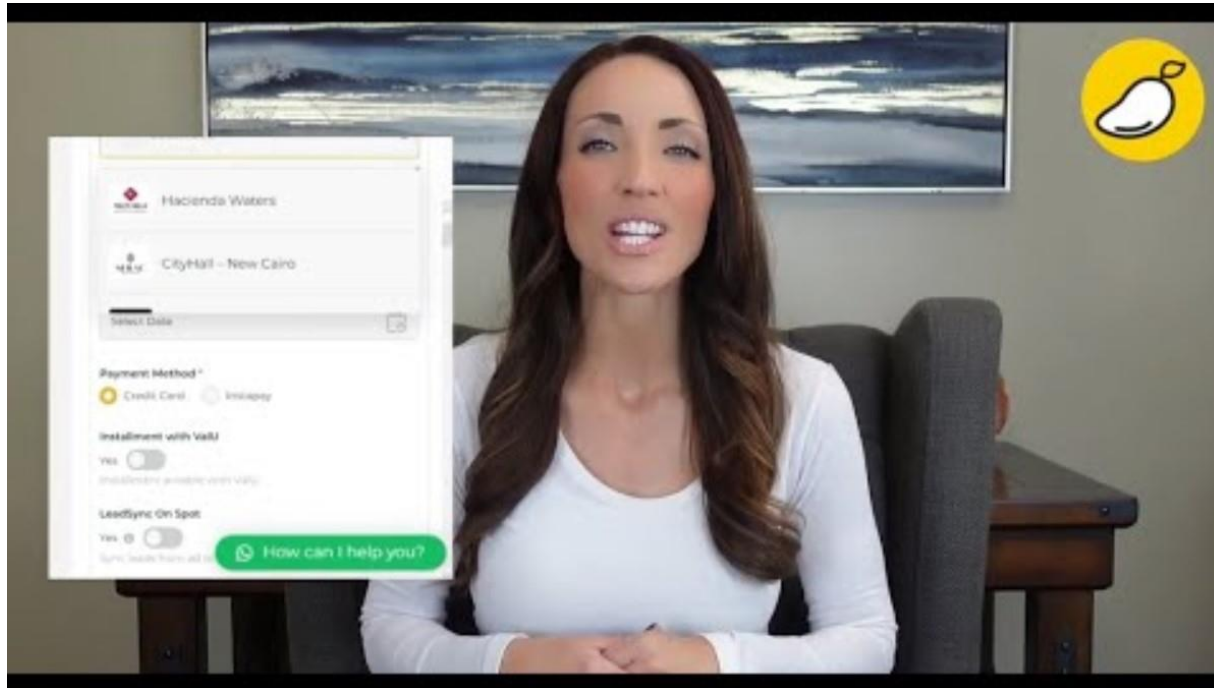 Hacienda Waters
CityHall - New Cairo
Select Date
Payment Method *
Credit Card
Instapay
Installment with ValU
Yes
LeadSync On Spot
Yes
How can I help you?